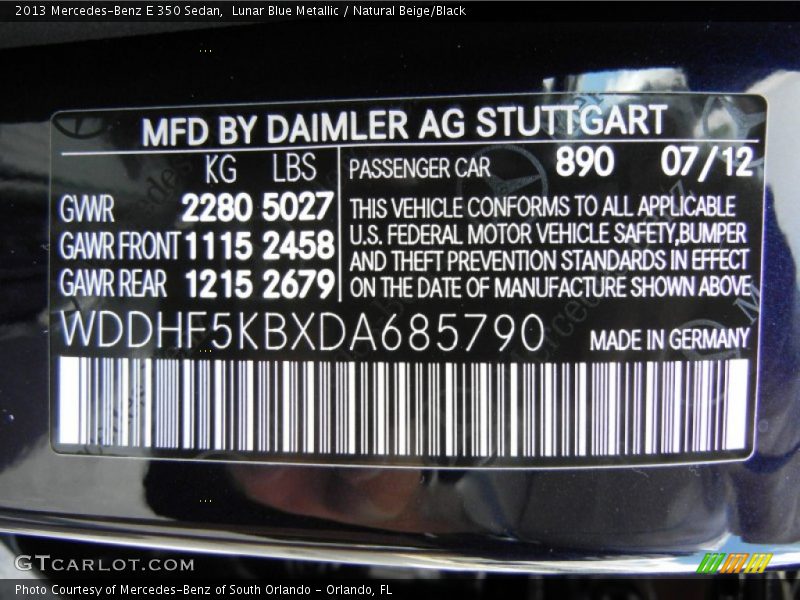 2013 Mercedes-Benz E 350 Sedan,  Lunar Blue Metallic / Natural Beige/Black
MFD BY DAIMLER AG STUTTGART
KG LBS
GVWR 2280 5027
GAWR FRONT 1115 2458
GAWR REAR 1215 2679
PASSENGER CAR 890 07/12
THIS VEHICLE CONFORMS TO ALL APPLICABLE
U.S. FEDERAL MOTOR VEHICLE SAFETY,BUMPER
AND THEFT PREVENTION STANDARDS IN EFFECT
ON THE DATE OF MANUFACTURE SHOWN ABOVE
WDDHF5KBXDA685790
MADE IN GERMANY
GTCARLOT.COM
Photo Courtesy of Mercedes-Benz of South Orlando - Orlando, FL